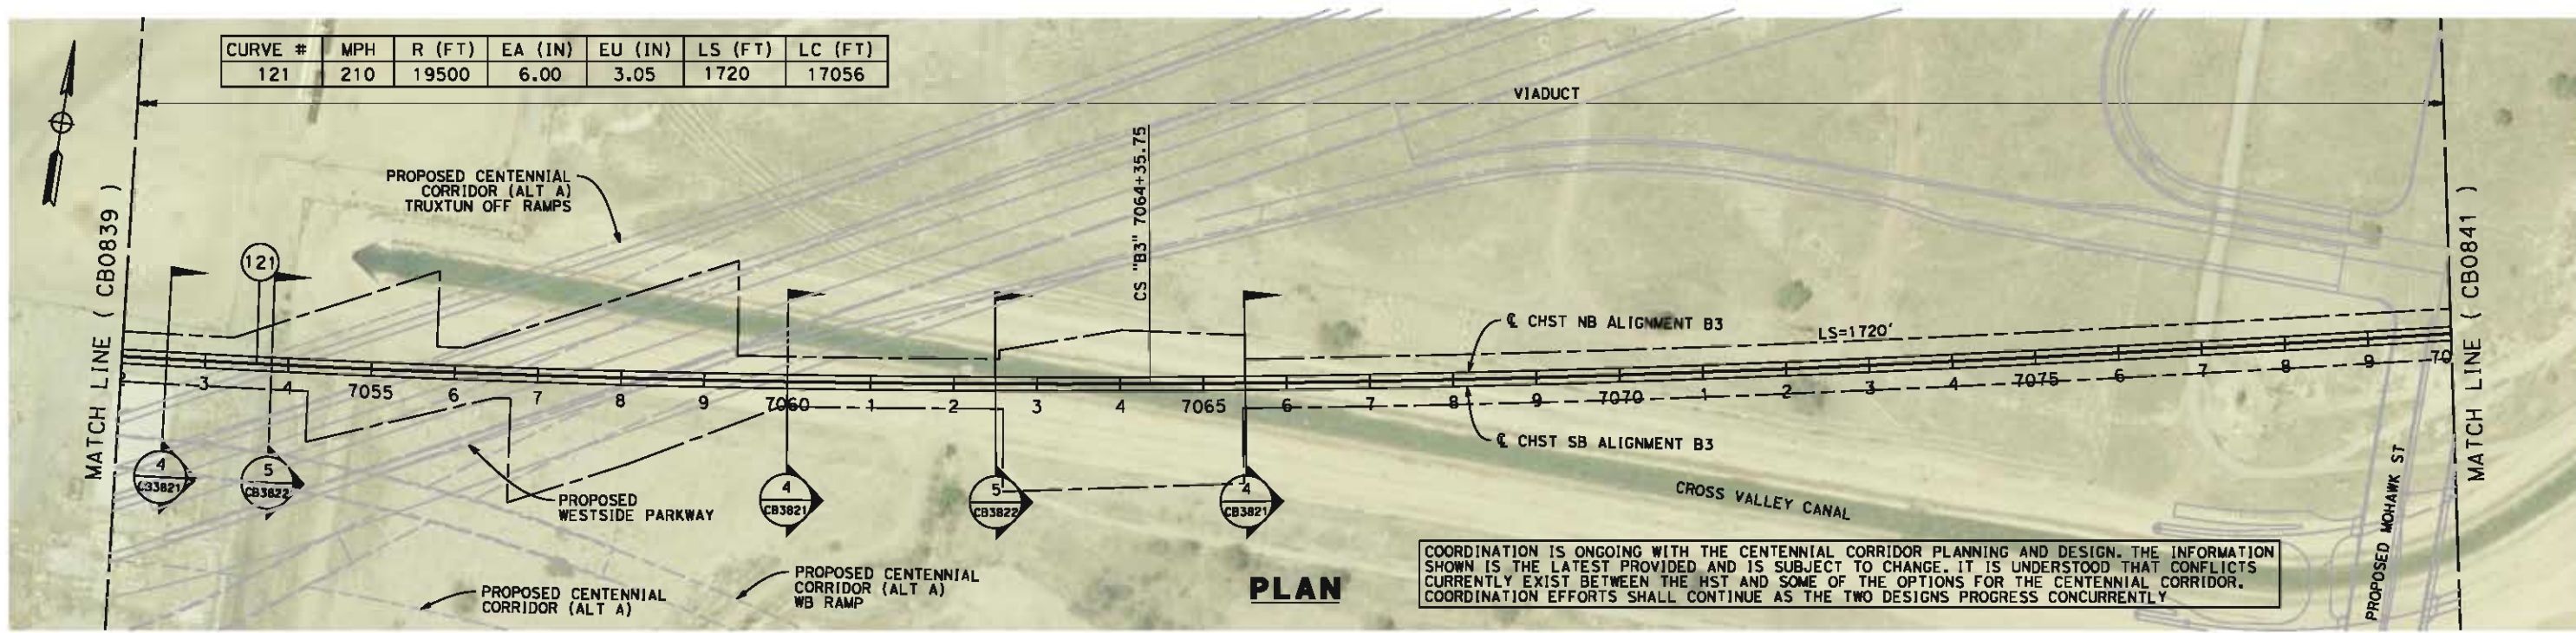 CURVE # MPH R (FT) EA (IN) EU (IN) LS (FT) LC (FT)
121 210 19500 6.00 3.05 1720 17056
VIADUCT
MATCH LINE ( CB0839 )
PROPOSED CENTENNIAL
CORRIDOR (ALT A)
TRUXTUN OFF RAMPS
121
CS "B3" 7064+35.75
℄ CHST NB ALIGNMENT B3
LS=1720'
MATCH LINE ( CB0841 )
3 4 7055 6 7 8 9 7060 1 2 3 4 7065 6 7 8 9 7070 1 2 3 4 7075 6 7 8 9 70
℄ CHST SB ALIGNMENT B3
4
CB3821
5
CB3822
PROPOSED
WESTSIDE PARKWAY
4
CB3821
5
CB3822
4
CB3821
CROSS VALLEY CANAL
PROPOSED MOHAWK ST
PROPOSED CENTENNIAL
CORRIDOR (ALT A)
PROPOSED CENTENNIAL
CORRIDOR (ALT A)
WB RAMP
PLAN
COORDINATION IS ONGOING WITH THE CENTENNIAL CORRIDOR PLANNING AND DESIGN. THE INFORMATION
SHOWN IS THE LATEST PROVIDED AND IS SUBJECT TO CHANGE. IT IS UNDERSTOOD THAT CONFLICTS
CURRENTLY EXIST BETWEEN THE HST AND SOME OF THE OPTIONS FOR THE CENTENNIAL CORRIDOR.
COORDINATION EFFORTS SHALL CONTINUE AS THE TWO DESIGNS PROGRESS CONCURRENTLY